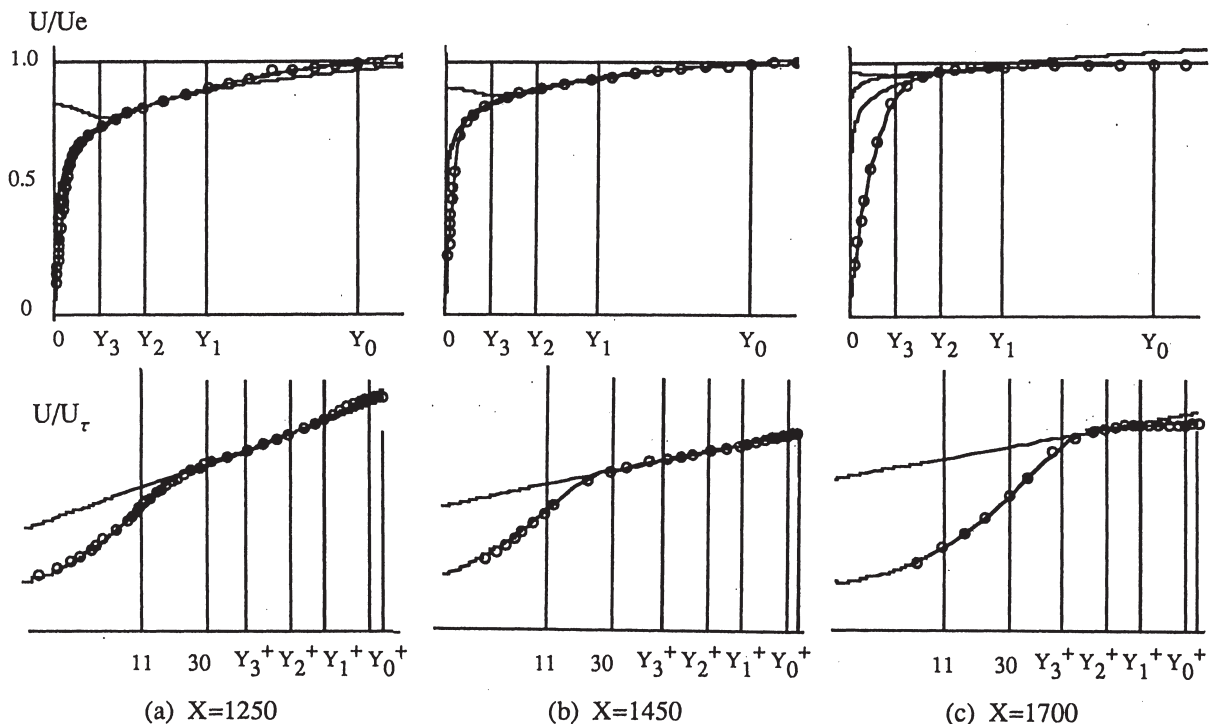 U/Ue
1.0
0.5
0
0 Y3 Y2 Y1 Y0
0 Y3 Y2 Y1 Y0
0 Y3 Y2 Y1 Y0
U/Uτ
11 30 Y3+ Y2+ Y1+ Y0+
11 30 Y3+ Y2+ Y1+ Y0+
11 30 Y3+ Y2+ Y1+ Y0+
(a) X=1250
(b) X=1450
(c) X=1700